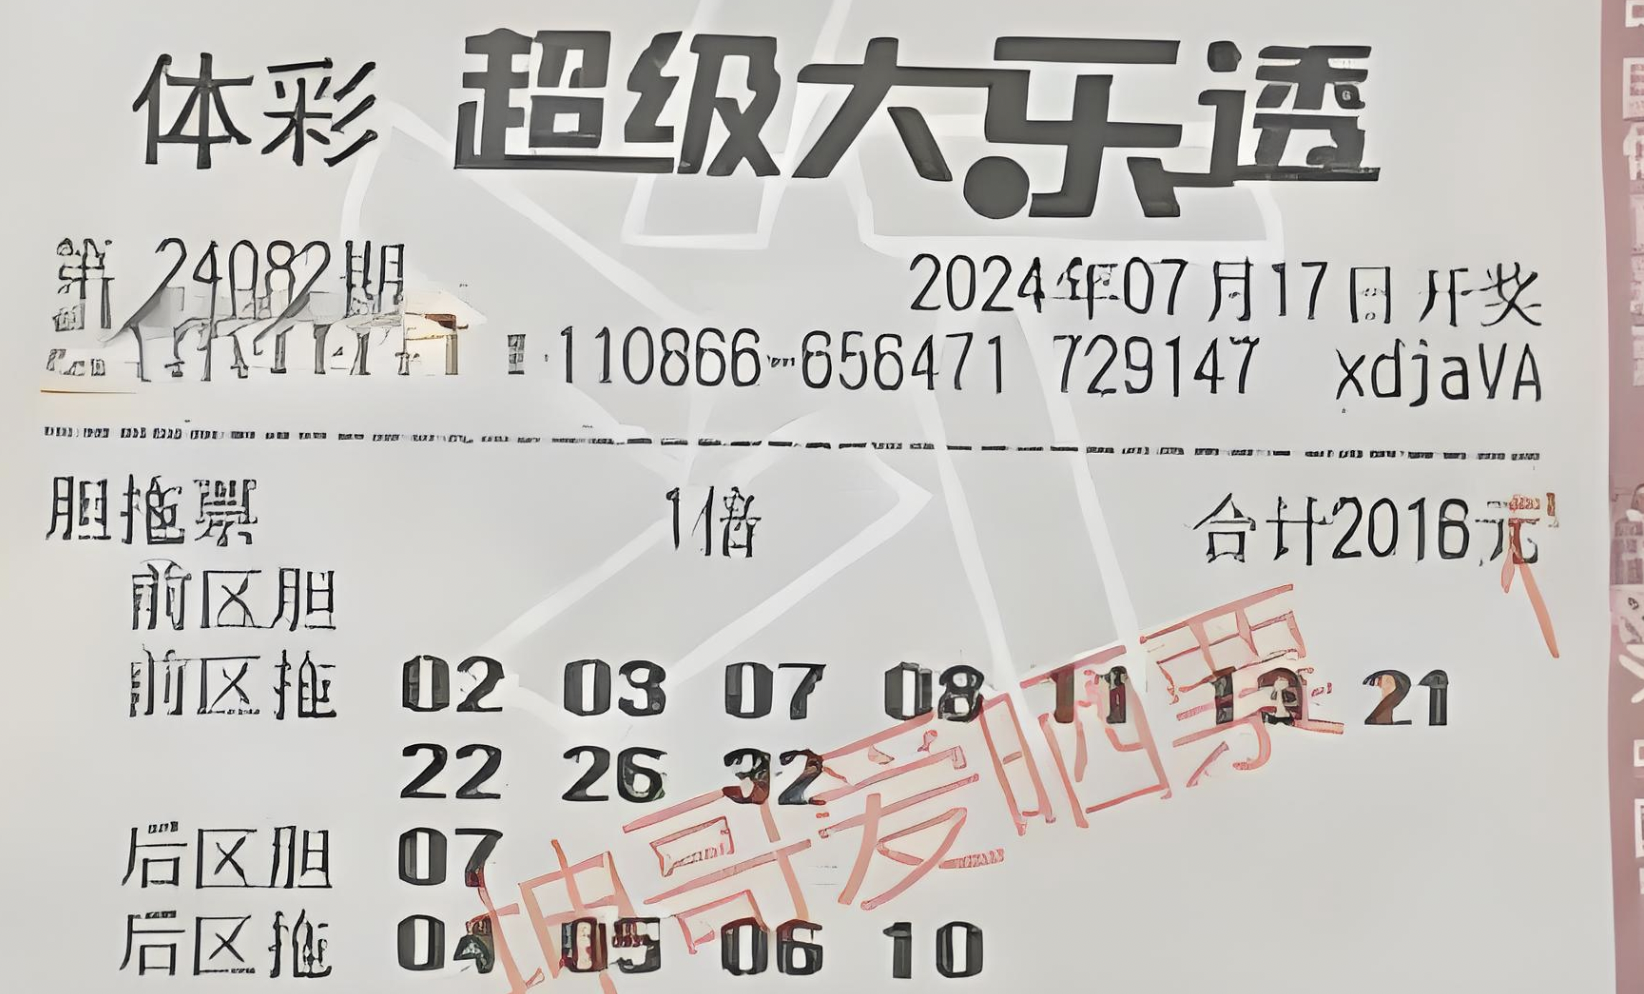 体彩 超级大乐透
第 24082期 2024年07月17日开奖
110866 656471 729147 xdjaVA
胆拖票 1倍 合计2016元
前区胆
前区拖 02 03 07 08 11 21
22 26 32
后区胆 07
后区拖 04 05 06 10
坤哥爱晒票